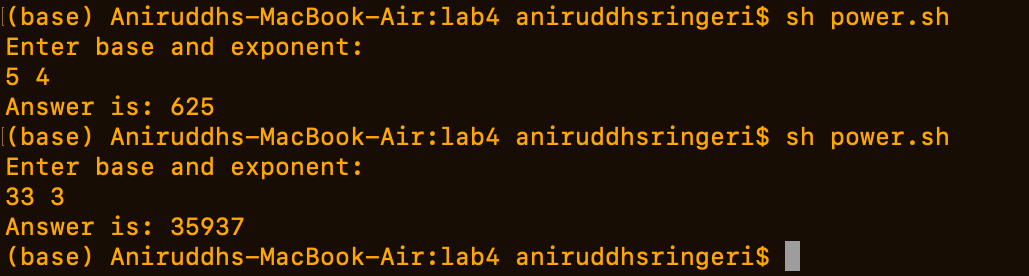 (base) Aniruddhs-MacBook-Air:lab4 aniruddhsringeri$ sh power.sh
Enter base and exponent:
5 4
Answer is: 625
(base) Aniruddhs-MacBook-Air:lab4 aniruddhsringeri$ sh power.sh
Enter base and exponent:
33 3
Answer is: 35937
(base) Aniruddhs-MacBook-Air:lab4 aniruddhsringeri$